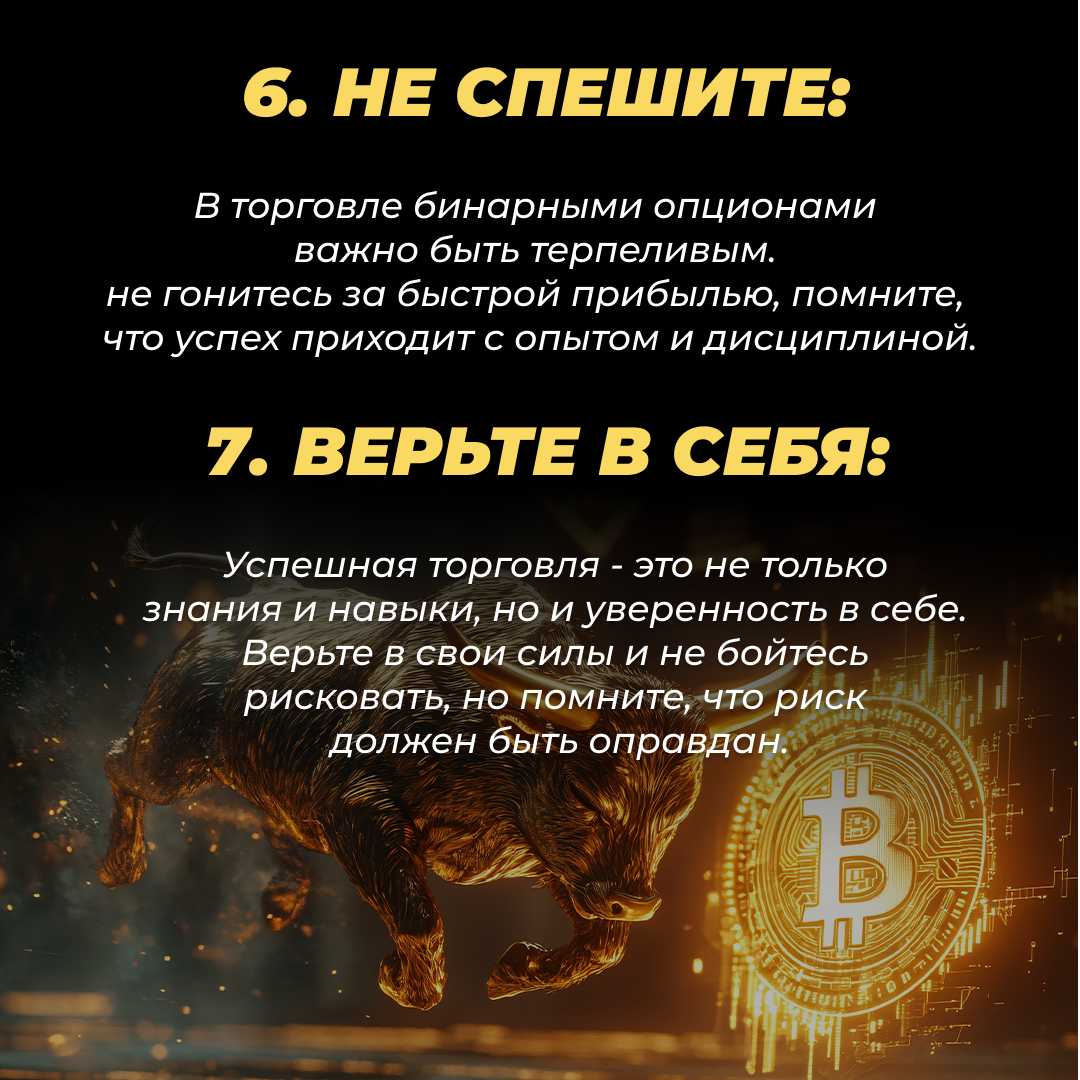 6. НЕ СПЕШИТЕ:
В торговле бинарными опционами
важно быть терпеливым.
не гонитесь за быстрой прибылью, помните,
что успех приходит с опытом и дисциплиной.
7. ВЕРЬТЕ В СЕБЯ:
Успешная торговля - это не только
знания и навыки, но и уверенность в себе.
Верьте в свои силы и не бойтесь
рисковать, но помните, что риск
должен быть оправдан.